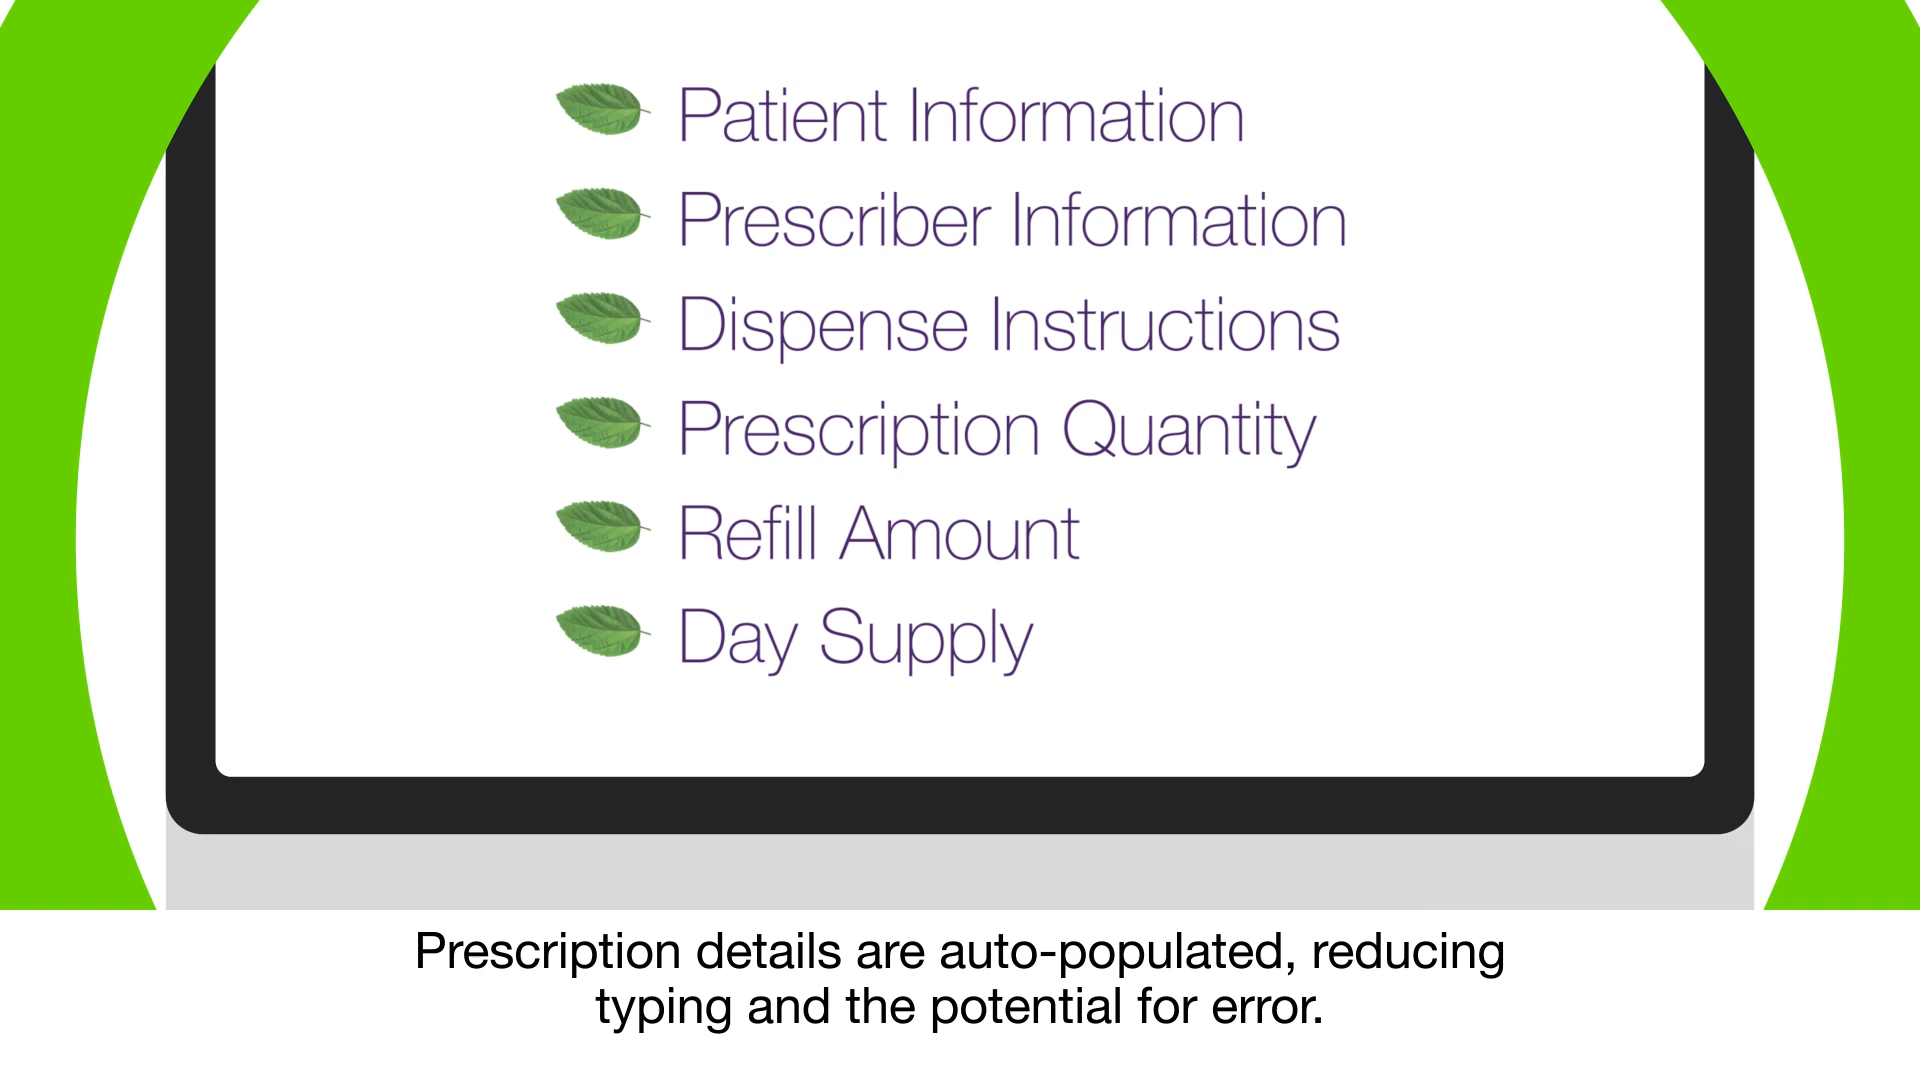 Patient Information
Prescriber Information
Dispense Instructions
Prescription Quantity
Refill Amount
Day Supply
Prescription details are auto-populated, reducing
typing and the potential for error.